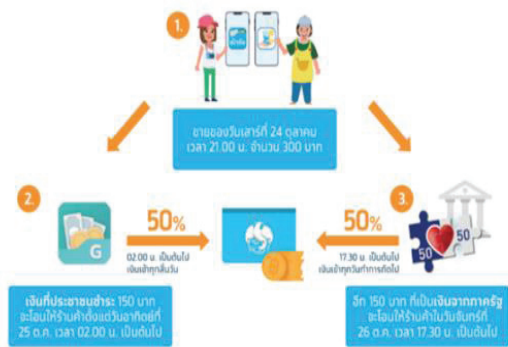 1.
เป๋าตัง
ขายของวันเสาร์ที่ 24 ตุลาคม
เวลา 21.00 น. จำนวน 300 บาท
2.
G
50%
02.00 น. เป็นต้นไป
เงินเข้าทุกสิ้นวัน
50%
17.30 น. เป็นต้นไป
เงินเข้าทุกวันทำการถัดไป
3.
50
50
เงินที่ประชาชนชำระ 150 บาท
จะโอนให้ร้านค้าตั้งแต่วันอาทิตย์ที่
25 ต.ค. เวลา 02.00 น. เป็นต้นไป
อีก 150 บาท ที่เป็นเงินจากภาครัฐ
จะโอนให้ร้านค้าในวันจันทร์ที่
26 ต.ค. เวลา 17.30 น. เป็นต้นไป